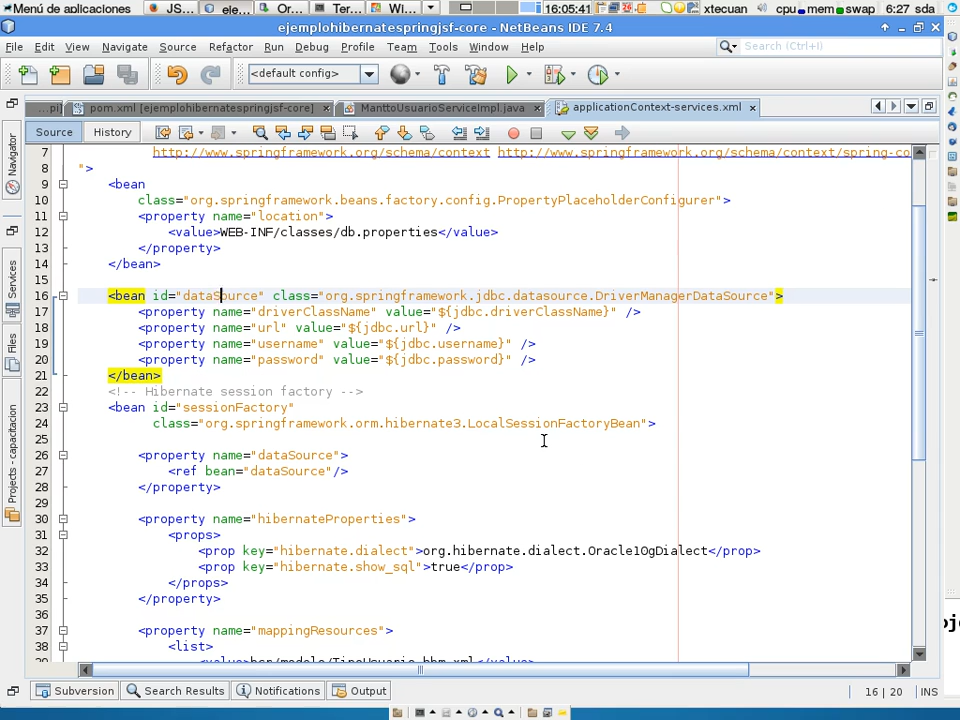 Menú de aplicaciones JS... ele... Or... Ter... Wi... 16:05:41 xtecuan cpu mem swap 6:27 sda
ejemplohibernatespringjsf-core - NetBeans IDE 7.4
File Edit View Navigate Source Refactor Run Debug Profile Team Tools Window Help Search (Ctrl+I)
<default config>
pom.xml [ejemplohibernatespringjsf-core] ManttoUsuarioServiceImpl.java applicationContext-services.xml
Source History
Navigator
Services
Files
Projects - capacitacion
7 http://www.springframework.org/schema/context http://www.springframework.org/schema/context/spring-co
8 ">
9 <bean
10 class="org.springframework.beans.factory.config.PropertyPlaceholderConfigurer">
11 <property name="location">
12 <value>WEB-INF/classes/db.properties</value>
13 </property>
14 </bean>
15
16 <bean id="dataSource" class="org.springframework.jdbc.datasource.DriverManagerDataSource">
17 <property name="driverClassName" value="${jdbc.driverClassName}" />
18 <property name="url" value="${jdbc.url}" />
19 <property name="username" value="${jdbc.username}" />
20 <property name="password" value="${jdbc.password}" />
21 </bean>
22 <!-- Hibernate session factory -->
23 <bean id="sessionFactory"
24 class="org.springframework.orm.hibernate3.LocalSessionFactoryBean">
25
26 <property name="dataSource">
27 <ref bean="dataSource"/>
28 </property>
29
30 <property name="hibernateProperties">
31 <props>
32 <prop key="hibernate.dialect">org.hibernate.dialect.Oracle10gDialect</prop>
33 <prop key="hibernate.show_sql">true</prop>
34 </props>
35 </property>
36
37 <property name="mappingResources">
38 <list>
Subversion Search Results Notifications Output 16 | 20 INS